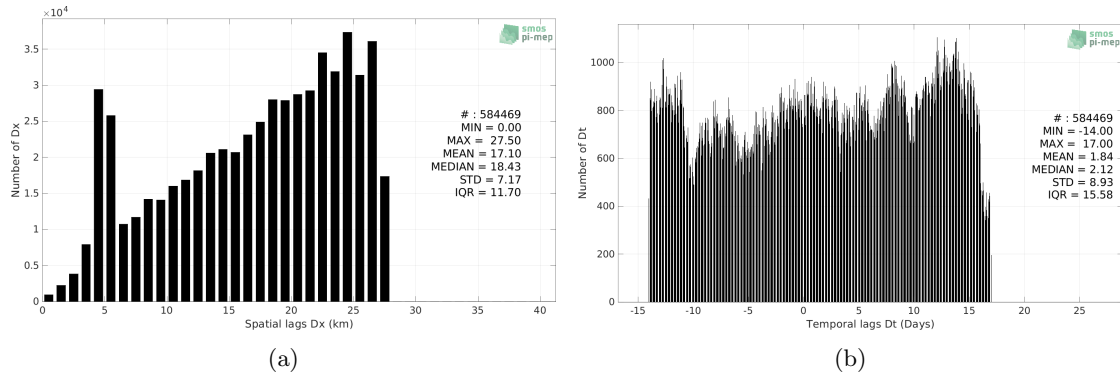 ×10⁴
smos
pi-mep
3.5
3
2.5
2
1.5
1
0.5
0
Number of Dx
# : 584469
MIN = 0.00
MAX = 27.50
MEAN = 17.10
MEDIAN = 18.43
STD = 7.17
IQR = 11.70
0 5 10 15 20 25 30 35 40
Spatial lags Dx (km)
(a)
smos
pi-mep
1000
800
600
400
200
0
Number of Dt
# : 584469
MIN = -14.00
MAX = 17.00
MEAN = 1.84
MEDIAN = 2.12
STD = 8.93
IQR = 15.58
-15 -10 -5 0 5 10 15 20 25
Temporal lags Dt (Days)
(b)